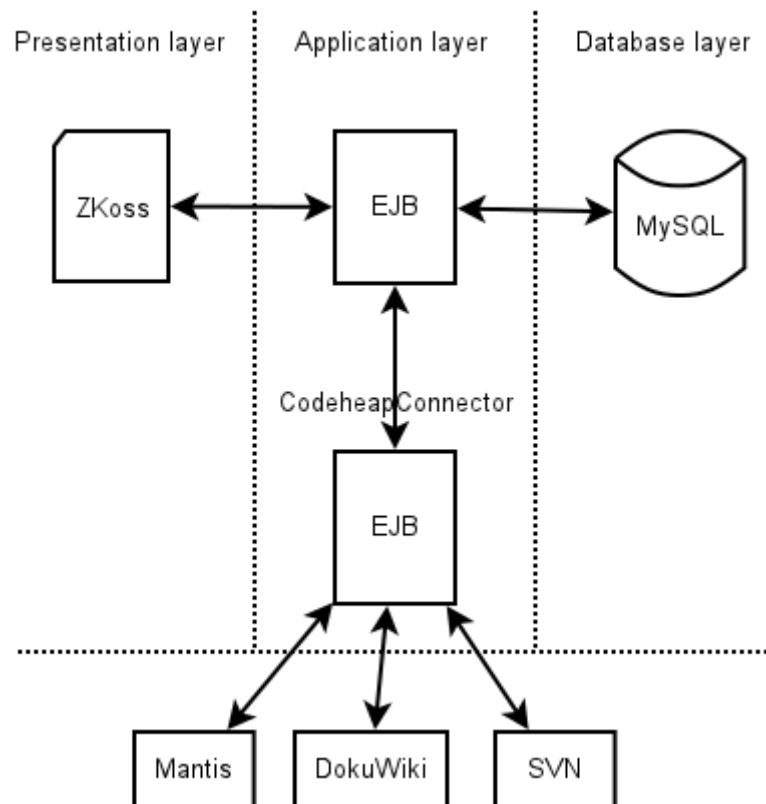 Presentation layer
Application layer
Database layer
ZKoss
EJB
MySQL
CodeheapConnector
EJB
Mantis
DokuWiki
SVN